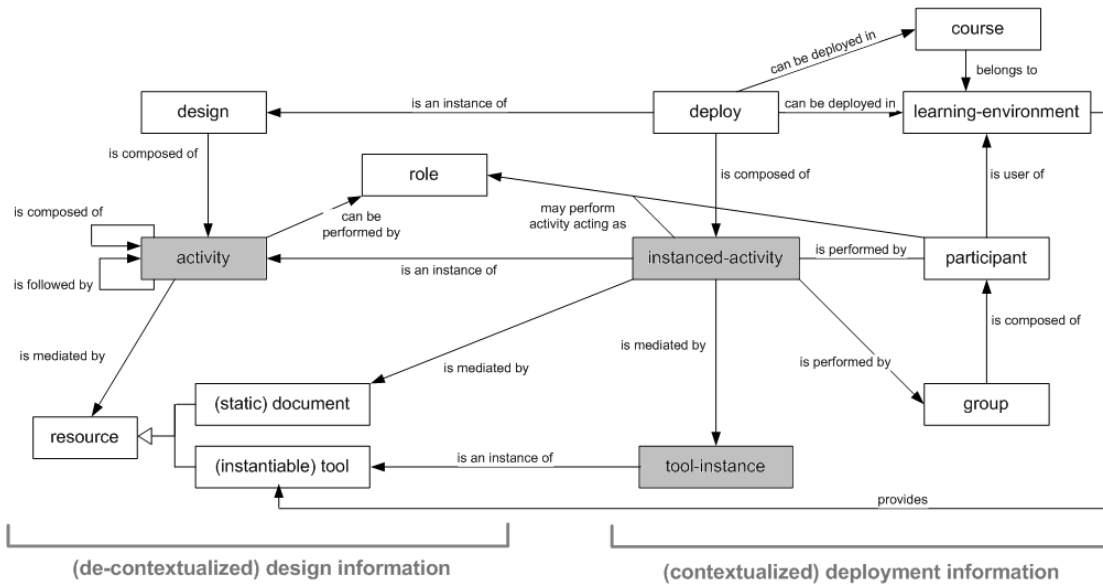 course
can be deployed in
belongs to
design
is an instance of
deploy
can be deployed in
learning-environment
is composed of
role
is composed of
is user of
is composed of
can be
performed by
may perform
activity acting as
activity
instanced-activity
is performed by
participant
is an instance of
is followed by
is composed of
is mediated by
is mediated by
is mediated by
is performed by
(static) document
group
resource
(instantiable) tool
is an instance of
tool-instance
provides
(de-contextualized) design information
(contextualized) deployment information